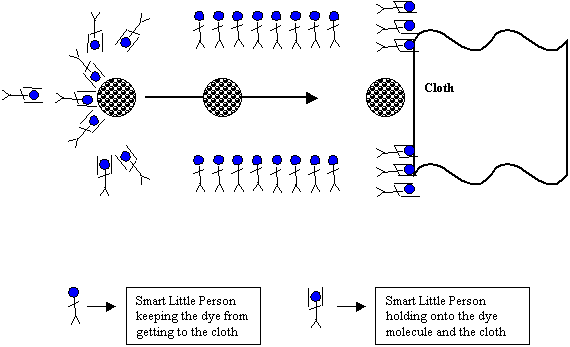 Cloth
Smart Little Person
keeping the dye from
getting to the cloth
Smart Little Person
holding onto the dye
molecule and the cloth